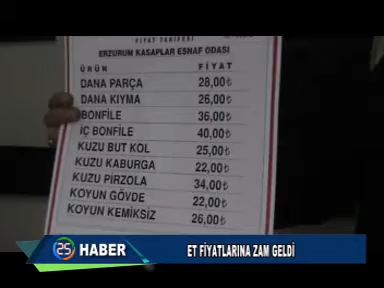 FİYAT TARİFESİ
ERZURUM KASAPLAR ESNAF ODASI
ÜRÜN FİYAT
DANA PARÇA 28,00₺
DANA KIYMA 26,00₺
BONFİLE 36,00₺
İÇ BONFİLE 40,00₺
KUZU BUT KOL 25,00₺
KUZU KABURGA 22,00₺
KUZU PİRZOLA 34,00₺
KOYUN GÖVDE 22,00₺
KOYUN KEMİKSİZ 26,00₺
25 HABER ET FİYATLARINA ZAM GELDİ